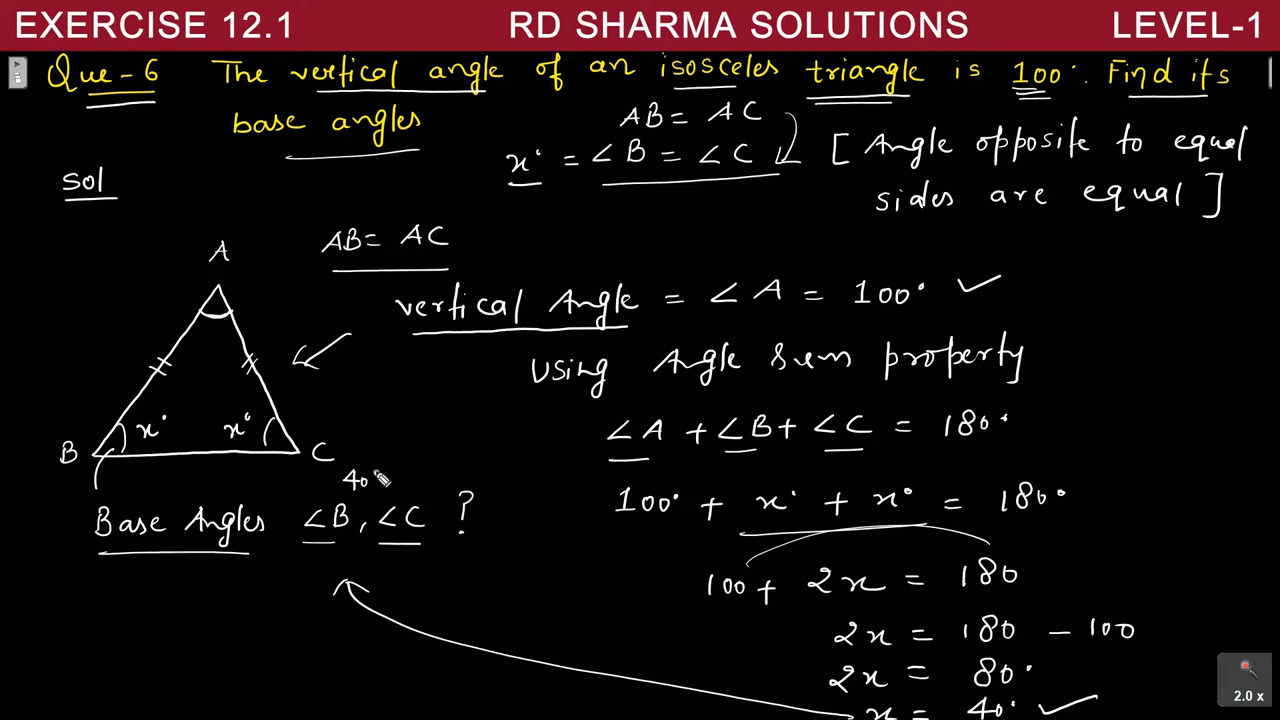 EXERCISE 12.1 RD SHARMA SOLUTIONS LEVEL-1
Que-6 The vertical angle of an isosceles triangle is 100°. Find its
base angles
AB = AC
x° = ∠B = ∠C [ Angle opposite to equal
sides are equal ]
Sol
AB = AC
A
vertical Angle = ∠A = 100° ✓
Using Angle Sum property
x° x°
∠A + ∠B + ∠C = 180°
B C
40°
100° + x° + x° = 180°
Base Angles ∠B, ∠C ?
100 + 2x = 180
2x = 180 - 100
2x = 80°
x = 40° ✓
2.0 x